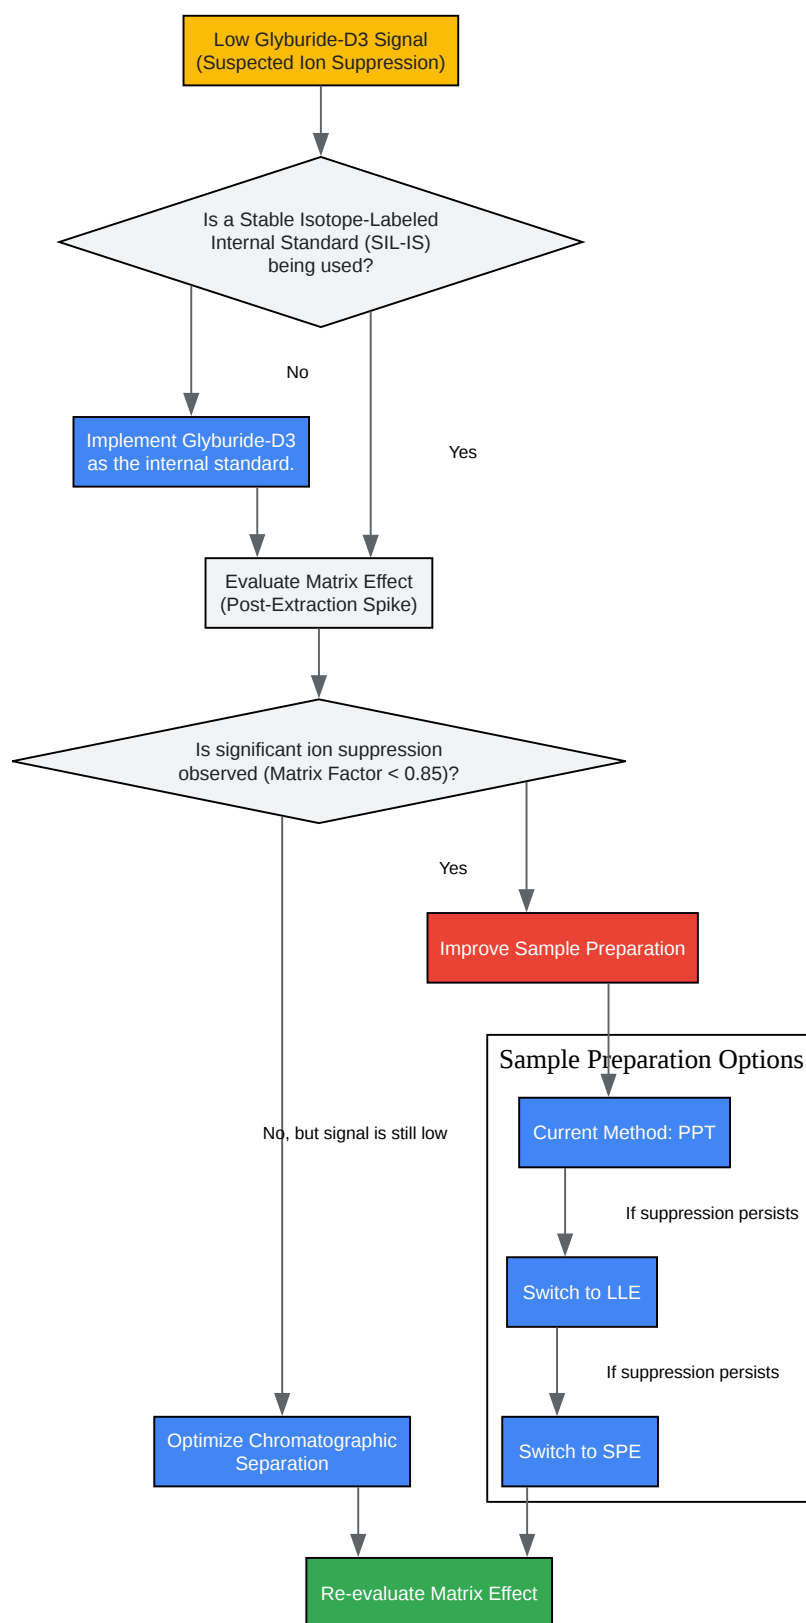 Low Glyburide-D3 Signal
(Suspected Ion Suppression)
Is a Stable Isotope-Labeled
Internal Standard (SIL-IS)
being used?
No
Implement Glyburide-D3
as the internal standard.
Yes
Evaluate Matrix Effect
(Post-Extraction Spike)
Is significant ion suppression
observed (Matrix Factor < 0.85)?
Yes
Improve Sample Preparation
Sample Preparation Options
Current Method: PPT
No, but signal is still low
If suppression persists
Switch to LLE
If suppression persists
Optimize Chromatographic
Separation
Switch to SPE
Re-evaluate Matrix Effect